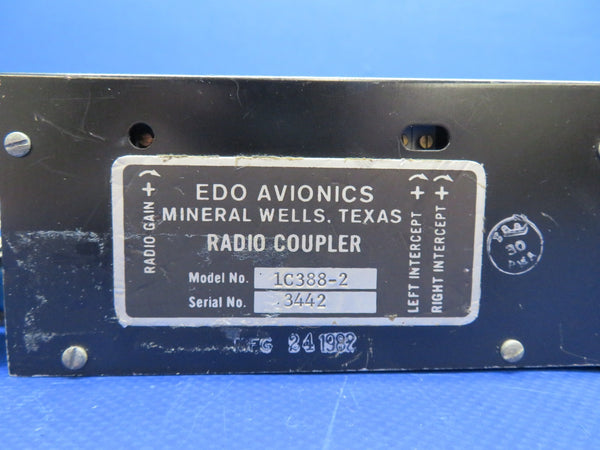 EDO AVIONICS
MINERAL WELLS, TEXAS
RADIO COUPLER
Model No. 1C388-2
Serial No. 3442
RADIO GAIN +
LEFT INTERCEPT +
RIGHT INTERCEPT +
30
24 1982